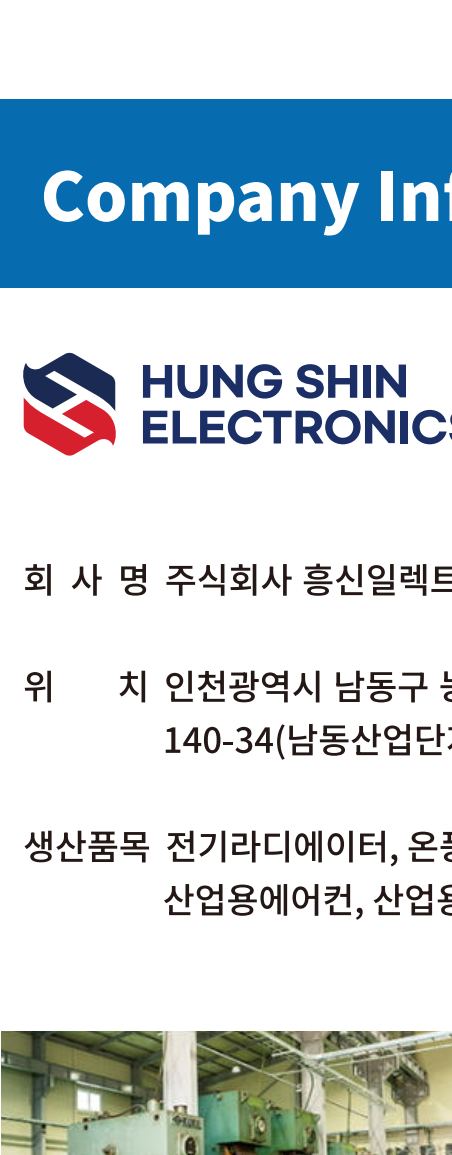 Company Inf
HUNG SHIN
ELECTRONICS
회 사 명 주식회사 흥신일렉트
위 치 인천광역시 남동구
140-34(남동산업단
생산품목 전기라디에이터, 온풍
산업용에어컨, 산업용